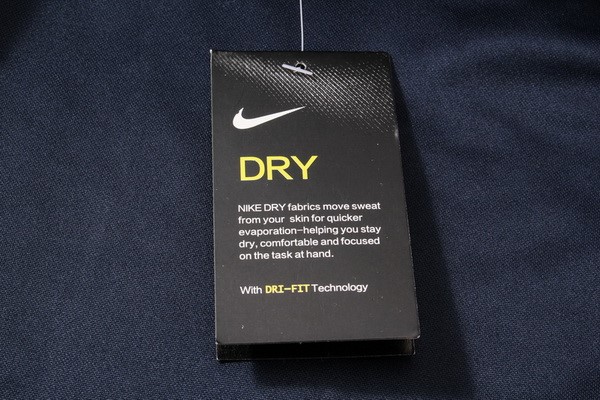 DRY
NIKE DRY fabrics move sweat
from your skin for quicker
evaporation—helping you stay
dry, comfortable and focused
on the task at hand.
With DRI—FIT Technology